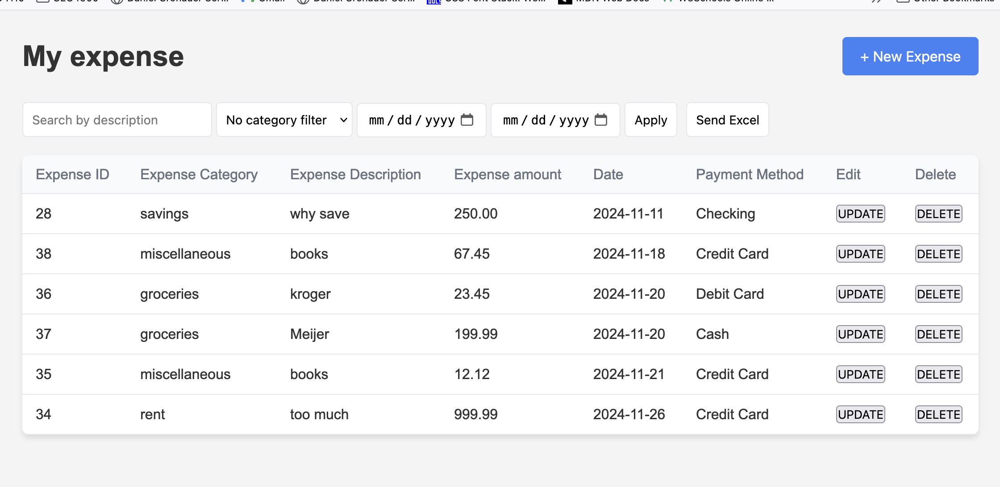 My expense
+ New Expense
Search by description No category filter mm / dd / yyyy mm / dd / yyyy Apply Send Excel
Expense ID Expense Category Expense Description Expense amount Date Payment Method Edit Delete
28 savings why save 250.00 2024-11-11 Checking UPDATE DELETE
38 miscellaneous books 67.45 2024-11-18 Credit Card UPDATE DELETE
36 groceries kroger 23.45 2024-11-20 Debit Card UPDATE DELETE
37 groceries Meijer 199.99 2024-11-20 Cash UPDATE DELETE
35 miscellaneous books 12.12 2024-11-21 Credit Card UPDATE DELETE
34 rent too much 999.99 2024-11-26 Credit Card UPDATE DELETE